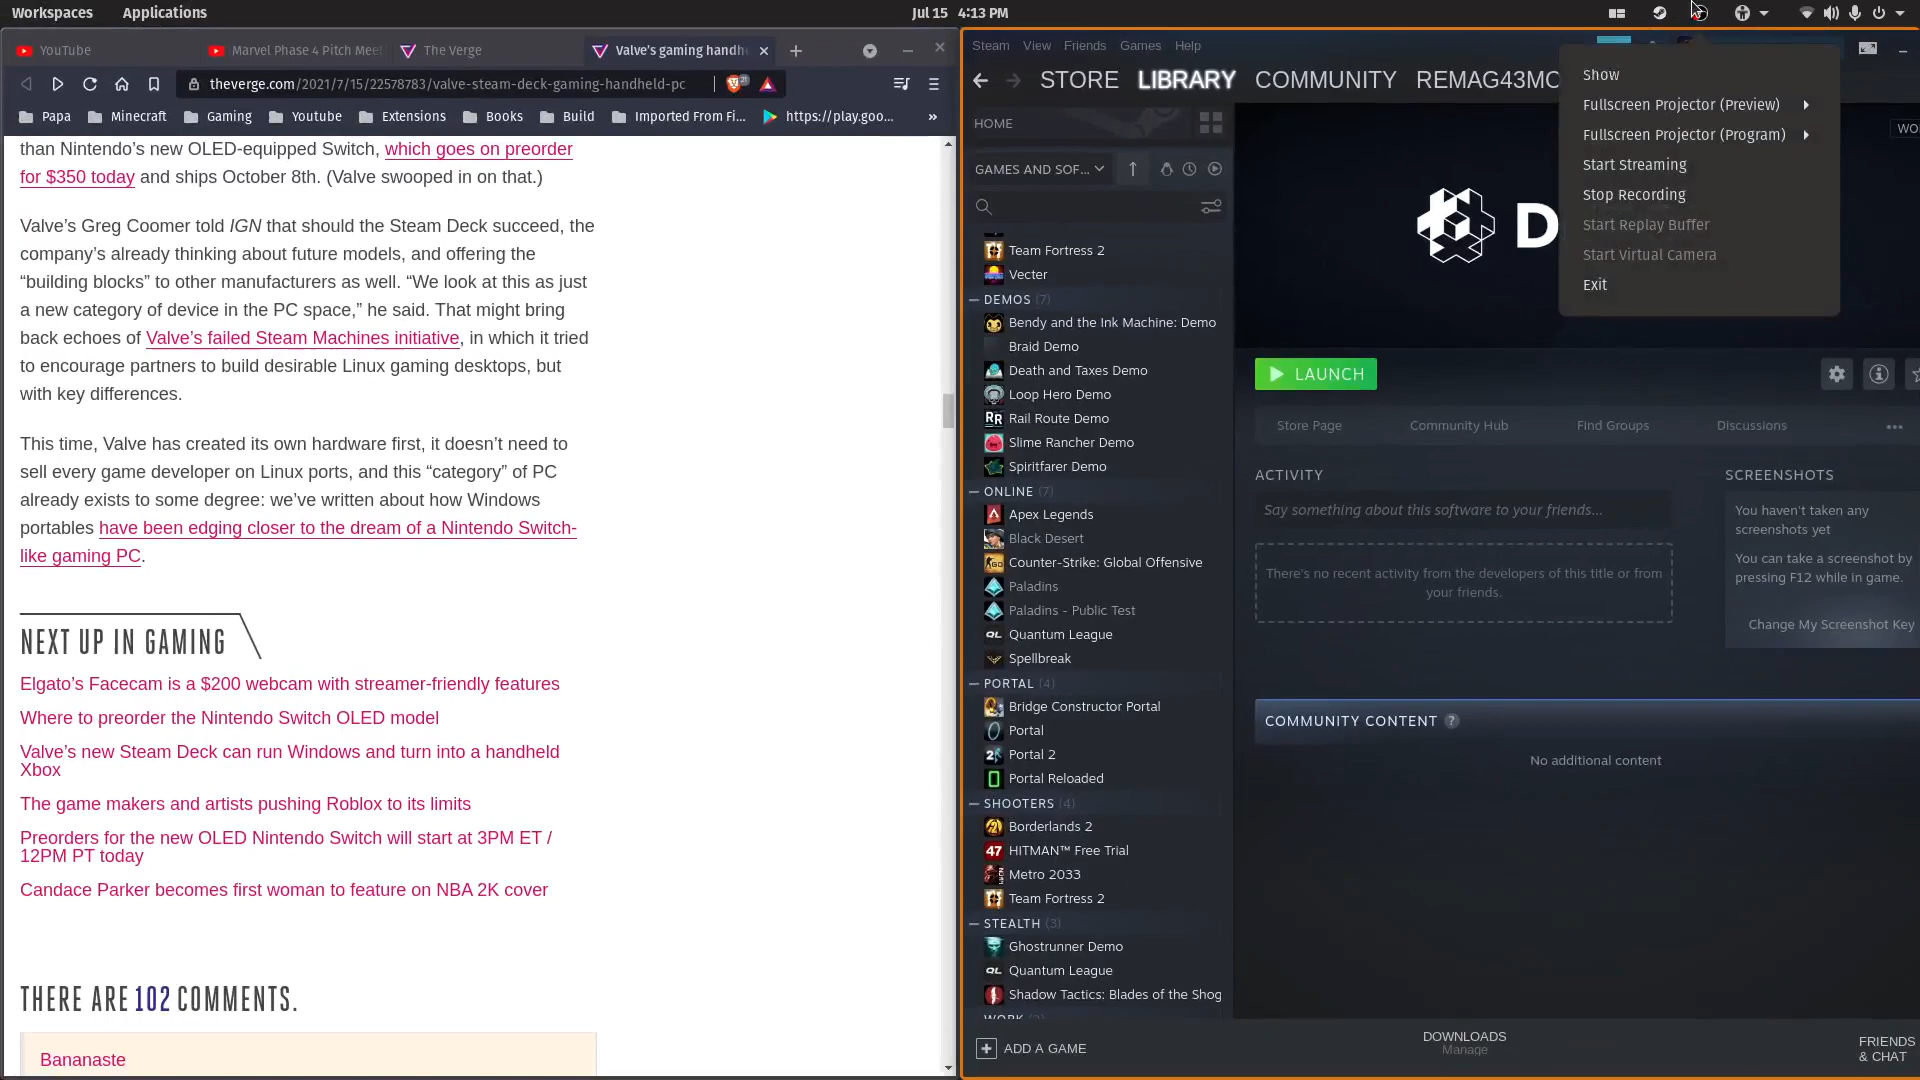 Workspaces
Applications
Jul 15 4:13 PM
YouTube
Marvel Phase 4 Pitch Mee
The Verge
Valve's gaming handh
theverge.com/2021/7/15/22578783/valve-steam-deck-gaming-handheld-pc
Papa
Minecraft
Gaming
Youtube
Extensions
Books
Build
Imported From Fi...
https://play.goo...
than Nintendo's new OLED-equipped Switch, which goes on preorder
for $350 today and ships October 8th. (Valve swooped in on that.)
Valve's Greg Coomer told IGN that should the Steam Deck succeed, the
company's already thinking about future models, and offering the
“building blocks” to other manufacturers as well. “We look at this as just
a new category of device in the PC space,” he said. That might bring
back echoes of Valve's failed Steam Machines initiative, in which it tried
to encourage partners to build desirable Linux gaming desktops, but
with key differences.
This time, Valve has created its own hardware first, it doesn't need to
sell every game developer on Linux ports, and this “category” of PC
already exists to some degree: we've written about how Windows
portables have been edging closer to the dream of a Nintendo Switch-
like gaming PC.
NEXT UP IN GAMING
Elgato's Facecam is a $200 webcam with streamer-friendly features
Where to preorder the Nintendo Switch OLED model
Valve's new Steam Deck can run Windows and turn into a handheld
Xbox
The game makers and artists pushing Roblox to its limits
Preorders for the new OLED Nintendo Switch will start at 3PM ET /
12PM PT today
Candace Parker becomes first woman to feature on NBA 2K cover
THERE ARE 102 COMMENTS.
Bananaste
Steam
View
Friends
Games
Help
STORE
LIBRARY
COMMUNITY
REMAG43MO
HOME
GAMES AND SOF...
Team Fortress 2
Vecter
DEMOS (7)
Bendy and the Ink Machine: Demo
Braid Demo
Death and Taxes Demo
Loop Hero Demo
Rail Route Demo
Slime Rancher Demo
Spiritfarer Demo
ONLINE (7)
Apex Legends
Black Desert
Counter-Strike: Global Offensive
Paladins
Paladins - Public Test
Quantum League
Spellbreak
PORTAL (4)
Bridge Constructor Portal
Portal
Portal 2
Portal Reloaded
SHOOTERS (4)
Borderlands 2
HITMAN™ Free Trial
Metro 2033
Team Fortress 2
STEALTH (3)
Ghostrunner Demo
Quantum League
Shadow Tactics: Blades of the Shog
WORK
ADD A GAME
Show
Fullscreen Projector (Preview)
Fullscreen Projector (Program)
Start Streaming
Stop Recording
Start Replay Buffer
Start Virtual Camera
Exit
WO
D
LAUNCH
Store Page
Community Hub
Find Groups
Discussions
ACTIVITY
Say something about this software to your friends...
There's no recent activity from the developers of this title or from
your friends.
SCREENSHOTS
You haven't taken any
screenshots yet
You can take a screenshot by
pressing F12 while in game.
Change My Screenshot Key
COMMUNITY CONTENT ?
No additional content
DOWNLOADS
Manage
FRIENDS
& CHAT